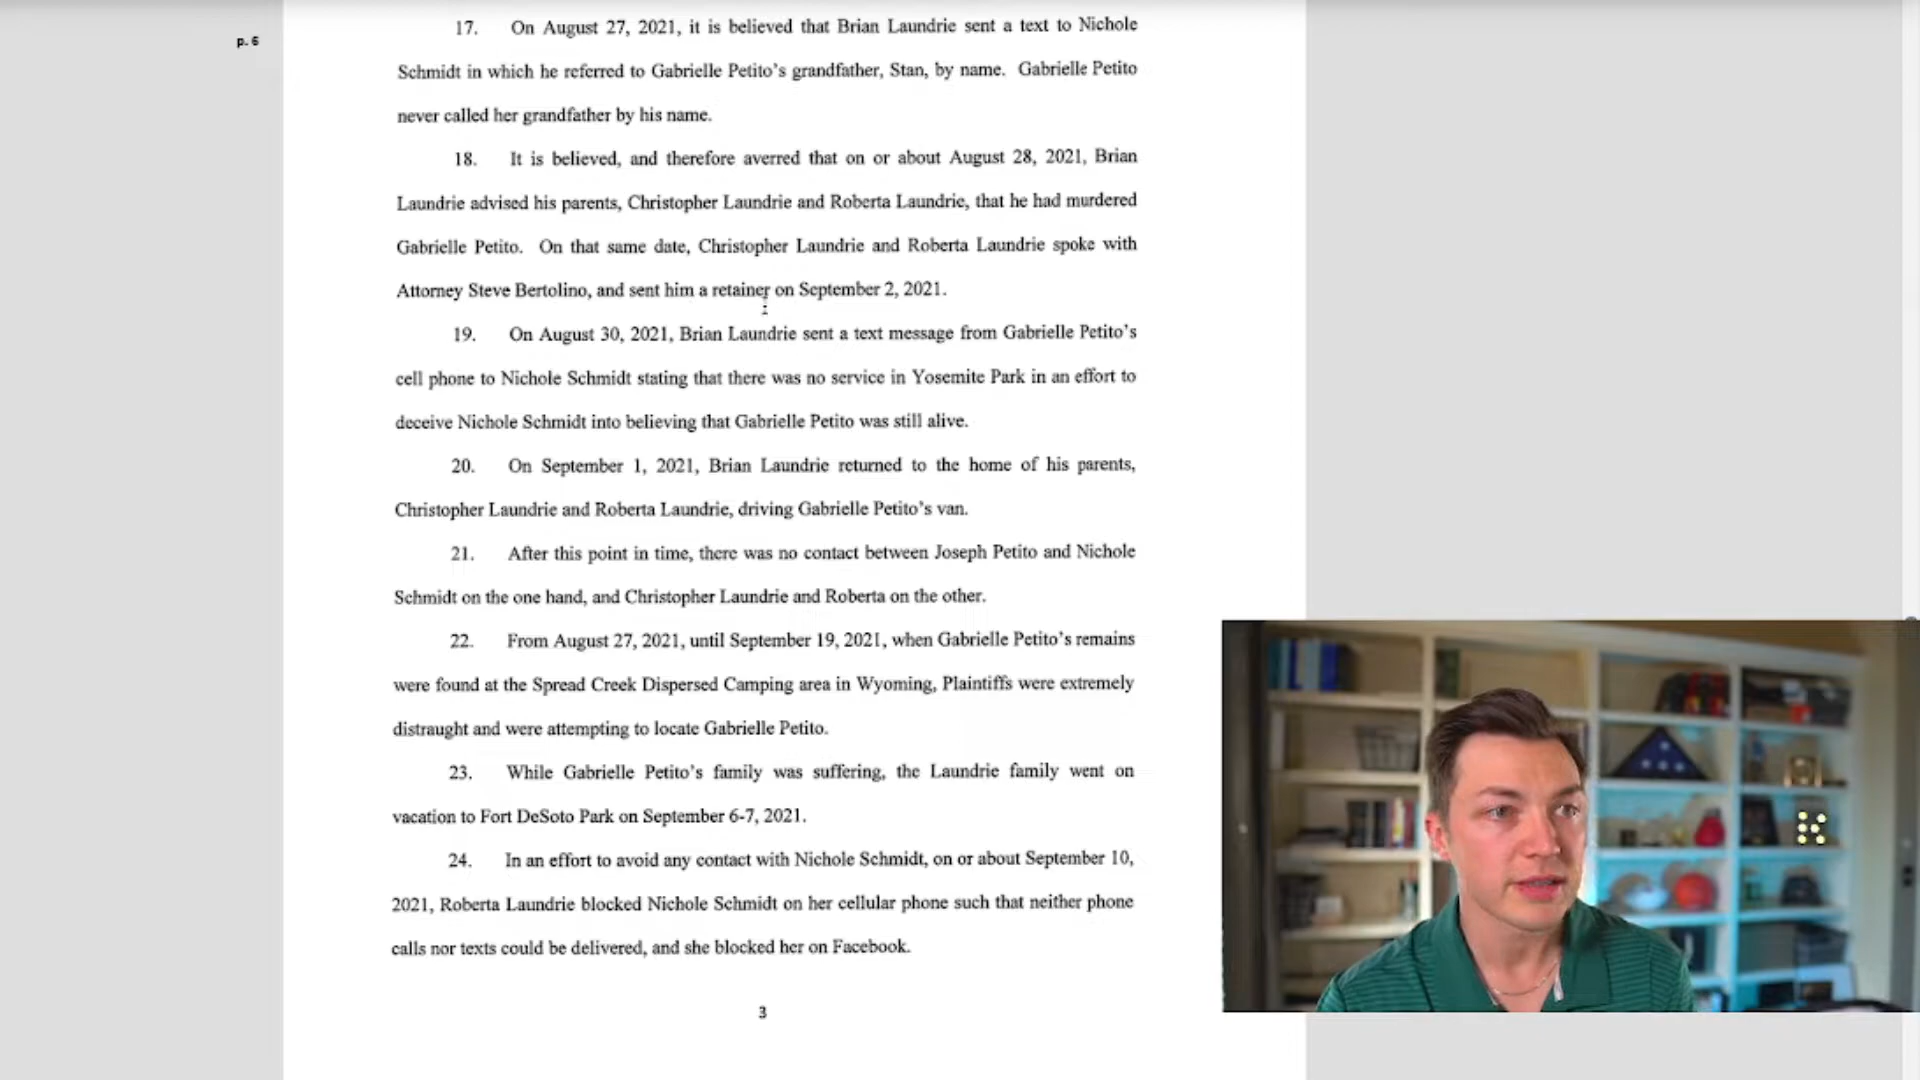 p. 6
17. On August 27, 2021, it is believed that Brian Laundrie sent a text to Nichole
Schmidt in which he referred to Gabrielle Petito’s grandfather, Stan, by name. Gabrielle Petito
never called her grandfather by his name.
18. It is believed, and therefore averred that on or about August 28, 2021, Brian
Laundrie advised his parents, Christopher Laundrie and Roberta Laundrie, that he had murdered
Gabrielle Petito. On that same date, Christopher Laundrie and Roberta Laundrie spoke with
Attorney Steve Bertolino, and sent him a retainer on September 2, 2021.
19. On August 30, 2021, Brian Laundrie sent a text message from Gabrielle Petito’s
cell phone to Nichole Schmidt stating that there was no service in Yosemite Park in an effort to
deceive Nichole Schmidt into believing that Gabrielle Petito was still alive.
20. On September 1, 2021, Brian Laundrie returned to the home of his parents,
Christopher Laundrie and Roberta Laundrie, driving Gabrielle Petito’s van.
21. After this point in time, there was no contact between Joseph Petito and Nichole
Schmidt on the one hand, and Christopher Laundrie and Roberta on the other.
22. From August 27, 2021, until September 19, 2021, when Gabrielle Petito’s remains
were found at the Spread Creek Dispersed Camping area in Wyoming, Plaintiffs were extremely
distraught and were attempting to locate Gabrielle Petito.
23. While Gabrielle Petito’s family was suffering, the Laundrie family went on
vacation to Fort DeSoto Park on September 6-7, 2021.
24. In an effort to avoid any contact with Nichole Schmidt, on or about September 10,
2021, Roberta Laundrie blocked Nichole Schmidt on her cellular phone such that neither phone
calls nor texts could be delivered, and she blocked her on Facebook.
3